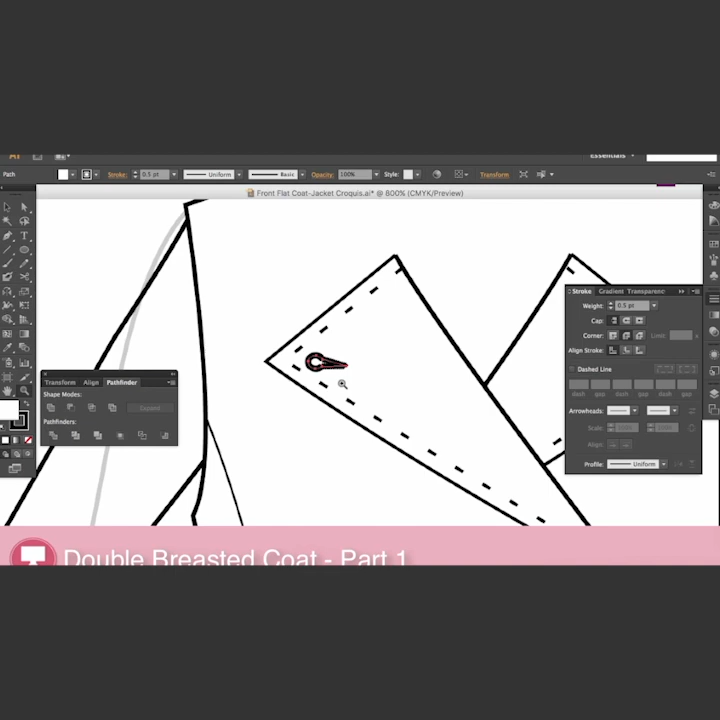 Essentials
Path
Stroke: 0.5 pt Uniform Basic Opacity: 100% Style: Transform
Front Flat Coat-Jacket Croquis.ai* @ 800% (CMYK/Preview)
Stroke Gradient Transparenc
Weight: 0.5 pt
Cap:
Corner: Limit:
Align Stroke:
Dashed Line
dash gap dash gap dash gap
Arrowheads:
Scale: 100% 100%
Align:
Profile: Uniform
Transform Align Pathfinder
Shape Modes:
Expand
Pathfinders:
Double Breasted Coat - Part 1